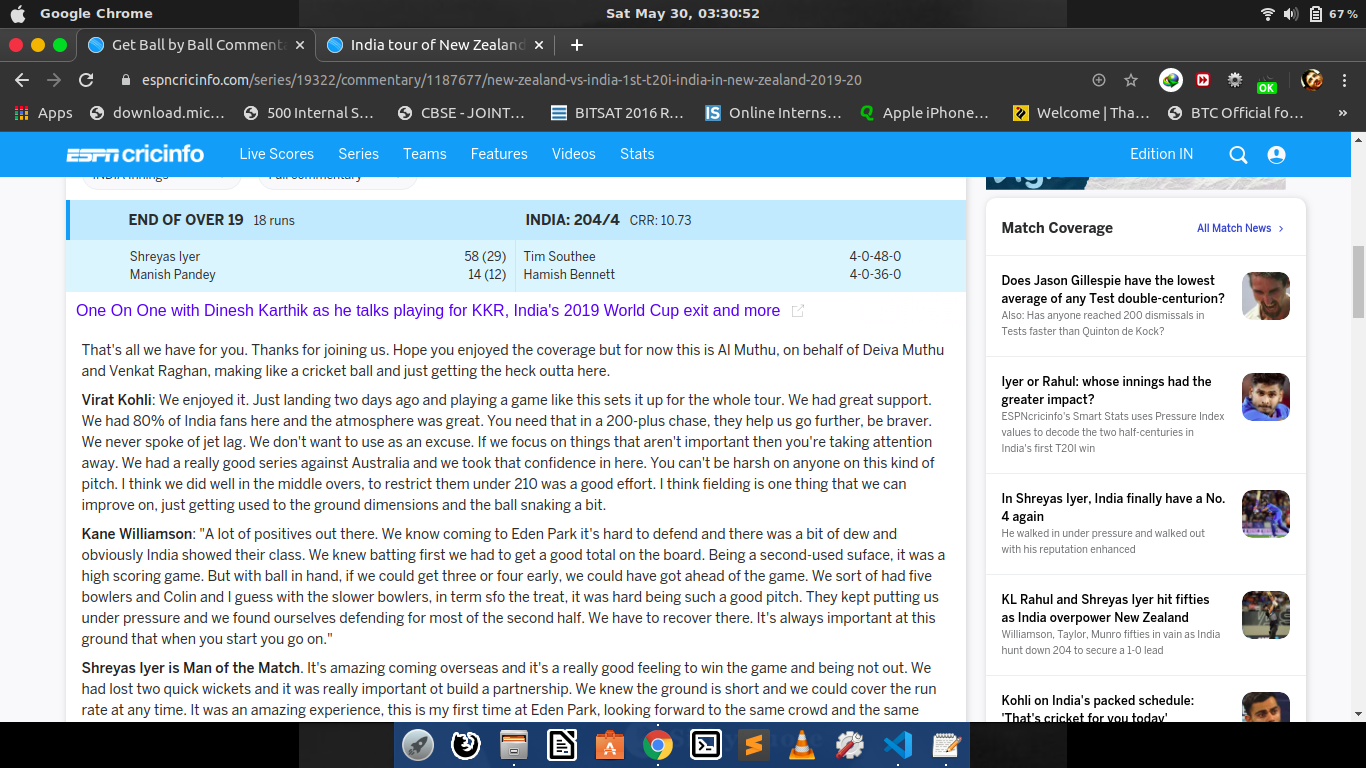 Google Chrome
Sat May 30, 03:30:52
67 %
Get Ball by Ball Commenta
India tour of New Zealand
espncricinfo.com/series/19322/commentary/1187677/new-zealand-vs-india-1st-t20i-india-in-new-zealand-2019-20
OK
Apps
download.mic...
500 Internal S...
CBSE - JOINT...
BITSAT 2016 R...
IS
Online Interns...
Apple iPhone...
Welcome | Tha...
BTC Official fo...
»
ESPN cricinfo
Live Scores
Series
Teams
Features
Videos
Stats
Edition IN
END OF OVER 19 18 runs
INDIA: 204/4 CRR: 10.73
Shreyas Iyer 58 (29)
Tim Southee 4-0-48-0
Manish Pandey 14 (12)
Hamish Bennett 4-0-36-0
One On One with Dinesh Karthik as he talks playing for KKR, India's 2019 World Cup exit and more
That's all we have for you. Thanks for joining us. Hope you enjoyed the coverage but for now this is Al Muthu, on behalf of Deiva Muthu
and Venkat Raghan, making like a cricket ball and just getting the heck outta here.
Virat Kohli: We enjoyed it. Just landing two days ago and playing a game like this sets it up for the whole tour. We had great support.
We had 80% of India fans here and the atmosphere was great. You need that in a 200-plus chase, they help us go further, be braver.
We never spoke of jet lag. We don't want to use as an excuse. If we focus on things that aren't important then you're taking attention
away. We had a really good series against Australia and we took that confidence in here. You can't be harsh on anyone on this kind of
pitch. I think we did well in the middle overs, to restrict them under 210 was a good effort. I think fielding is one thing that we can
improve on, just getting used to the ground dimensions and the ball snaking a bit.
Kane Williamson: "A lot of positives out there. We know coming to Eden Park it's hard to defend and there was a bit of dew and
obviously India showed their class. We knew batting first we had to get a good total on the board. Being a second-used suface, it was a
high scoring game. But with ball in hand, if we could get three or four early, we could have got ahead of the game. We sort of had five
bowlers and Colin and I guess with the slower bowlers, in term sfo the treat, it was hard being such a good pitch. They kept putting us
under pressure and we found ourselves defending for most of the second half. We have to recover there. It's always important at this
ground that when you start you go on."
Shreyas Iyer is Man of the Match. It's amazing coming overseas and it's a really good feeling to win the game and being not out. We
had lost two quick wickets and it was really important ot build a partnership. We knew the ground is short and we could cover the run
rate at any time. It was an amazing experience, this is my first time at Eden Park, looking forward to the same crowd and the same
Match Coverage
All Match News
Does Jason Gillespie have the lowest
average of any Test double-centurion?
Also: Has anyone reached 200 dismissals in
Tests faster than Quinton de Kock?
Iyer or Rahul: whose innings had the
greater impact?
ESPNcricinfo's Smart Stats uses Pressure Index
values to decode the two half-centuries in
India's first T20I win
In Shreyas Iyer, India finally have a No.
4 again
He walked in under pressure and walked out
with his reputation enhanced
KL Rahul and Shreyas Iyer hit fifties
as India overpower New Zealand
Williamson, Taylor, Munro fifties in vain as India
hunt down 204 to secure a 1-0 lead
Kohli on India's packed schedule:
'That's cricket for you today'